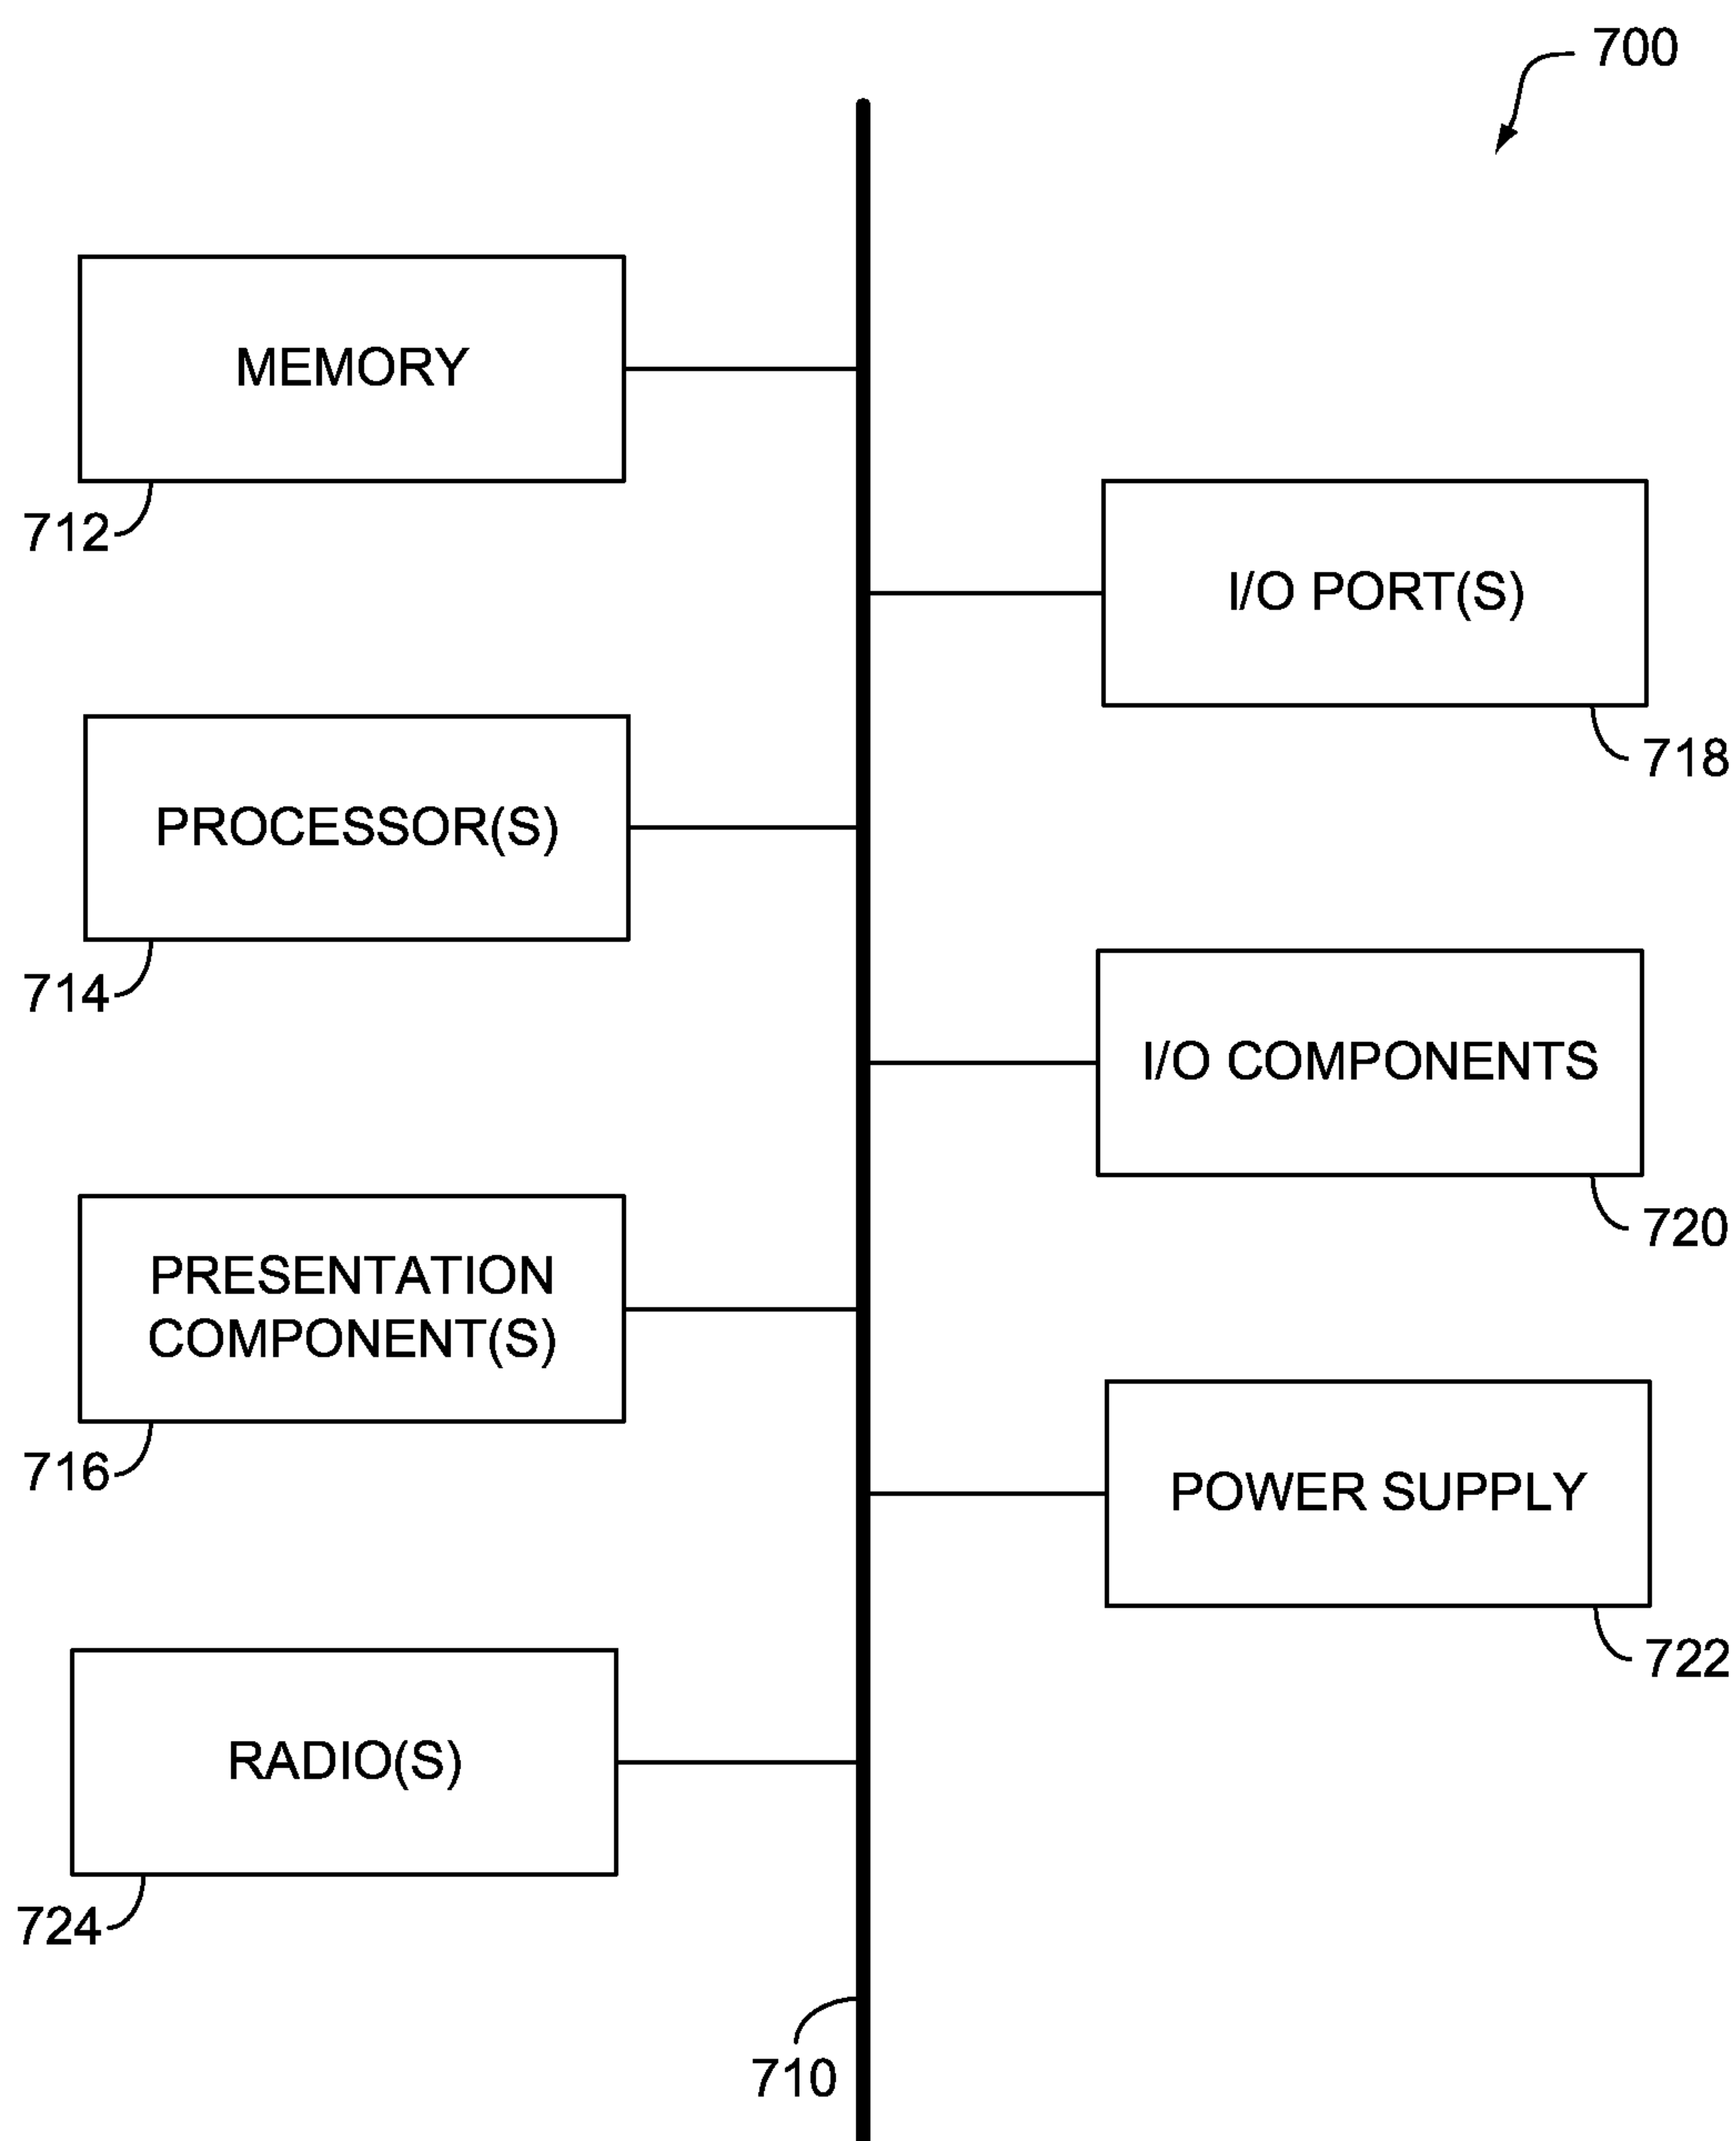 700
MEMORY
712
I/O PORT(S)
718
PROCESSOR(S)
714
I/O COMPONENTS
720
PRESENTATION
COMPONENT(S)
716
POWER SUPPLY
722
RADIO(S)
724
710